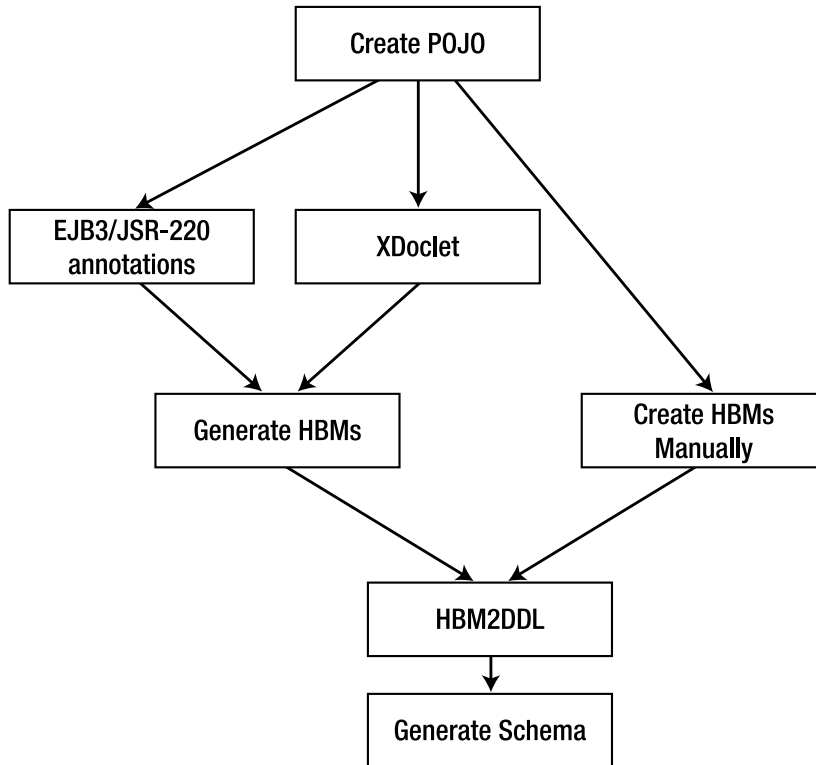 Create POJO
EJB3/JSR-220
annotations
XDoclet
Generate HBMs
Create HBMs
Manually
HBM2DDL
Generate Schema